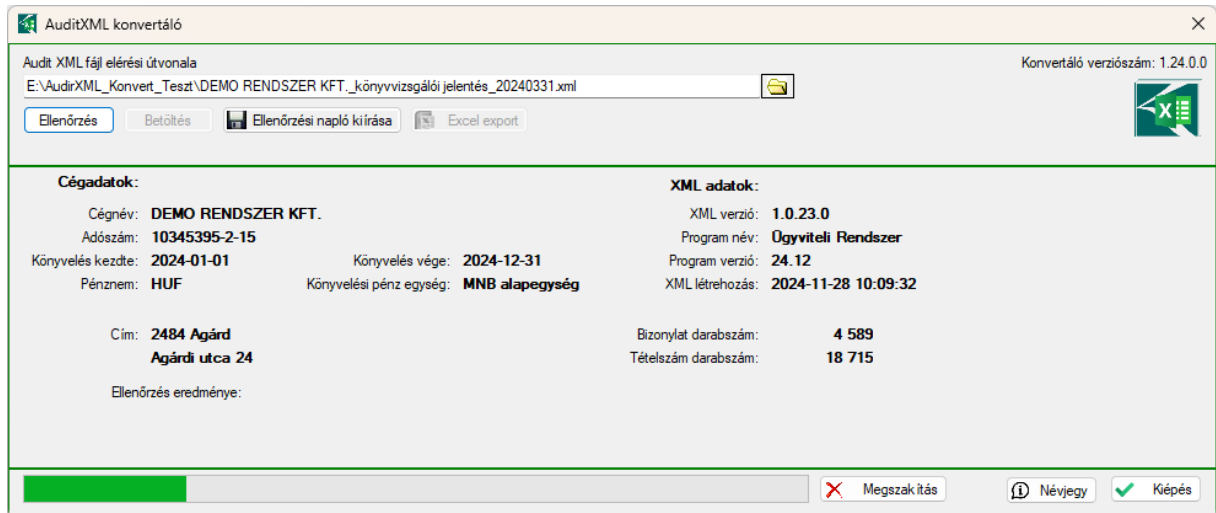 AuditXML konvertáló
Audit XML fájl elérési útvonala
Konvertáló verziószám: 1.24.0.0
E:\AudirXML_Konvert_Teszt\DEMO RENDSZER KFT._könyvvizsgálói jelentés_20240331.xml
Ellenőrzés Betöltés Ellenőrzési napló kiírása Excel export
Cégadatok: XML adatok:
Cégnév: DEMO RENDSZER KFT. XML verzió: 1.0.23.0
Adószám: 10345395-2-15 Program név: Ügyviteli Rendszer
Könyvelés kezdte: 2024-01-01 Könyvelés vége: 2024-12-31 Program verzió: 24.12
Pénznem: HUF Könyvelési pénz egység: MNB alapegység XML létrehozás: 2024-11-28 10:09:32
Cím: 2484 Agárd Bizonylat darabszám: 4 589
Agárdi utca 24 Tételszám darabszám: 18 715
Ellenőrzés eredménye:
Megszakítás Névjegy Kiépés